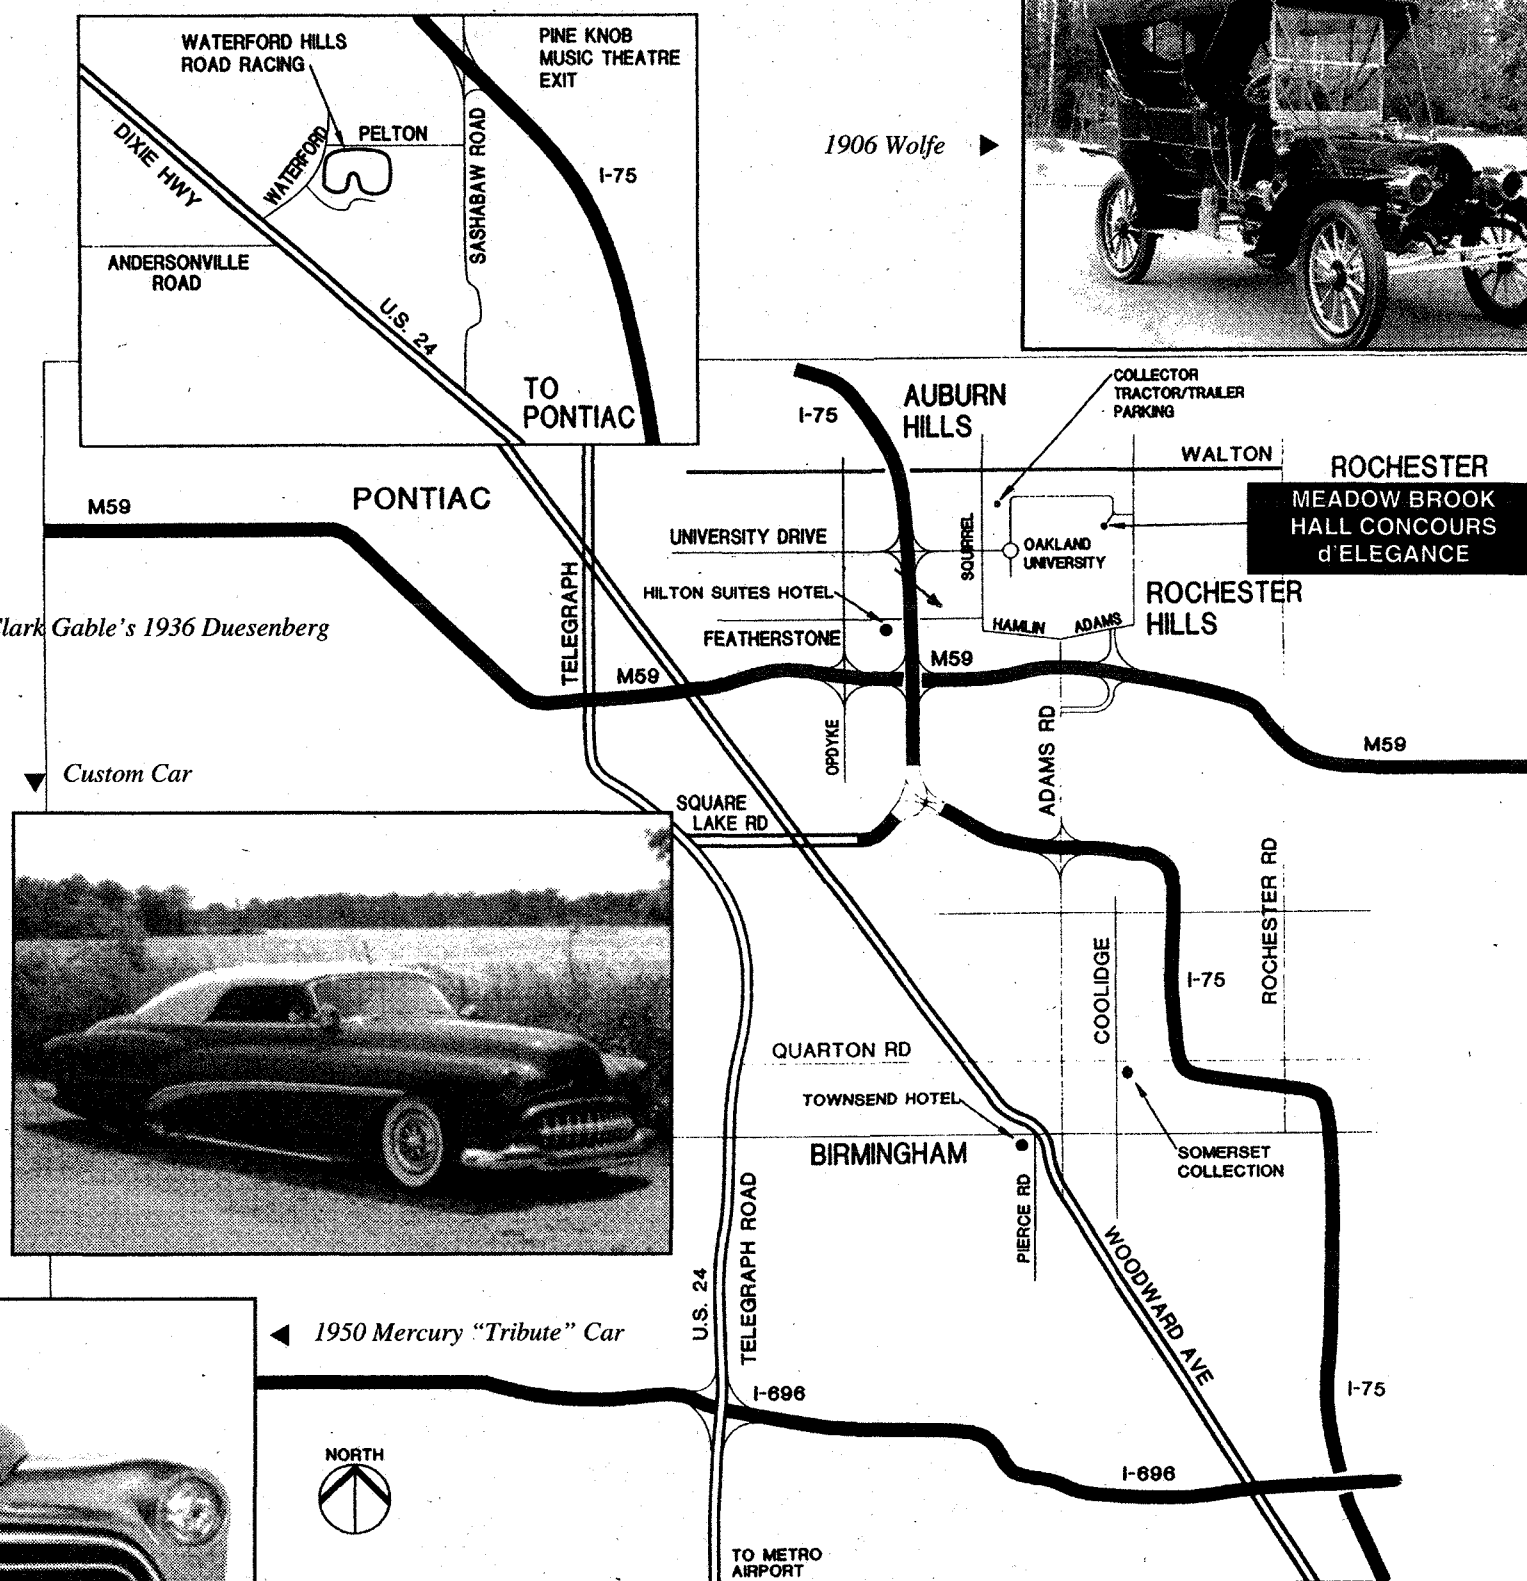 WATERFORD HILLS
ROAD RACING
PINE KNOB
MUSIC THEATRE
EXIT
DIXIE HWY
WATERFORD
PELTON
SASHABAW ROAD
I-75
ANDERSONVILLE
ROAD
U.S. 24
TO
PONTIAC
1906 Wolfe
I-75
AUBURN
HILLS
COLLECTOR
TRACTOR/TRAILER
PARKING
WALTON
ROCHESTER
MEADOW BROOK
HALL CONCOURS
d'ELEGANCE
M59
PONTIAC
UNIVERSITY DRIVE
SQUIRREL
OAKLAND
UNIVERSITY
TELEGRAPH
HILTON SUITES HOTEL
FEATHERSTONE
HAMLIN
ADAMS
ROCHESTER
HILLS
Clark Gable's 1936 Duesenberg
M59
M59
OPDYKE
ADAMS RD
M59
Custom Car
SQUARE
LAKE RD
ROCHESTER RD
COOLIDGE
I-75
QUARTON RD
TOWNSEND HOTEL
BIRMINGHAM
SOMERSET
COLLECTION
PIERCE RD
TELEGRAPH ROAD
U.S. 24
WOODWARD AVE
1950 Mercury "Tribute" Car
I-696
I-75
NORTH
I-696
TO METRO
AIRPORT